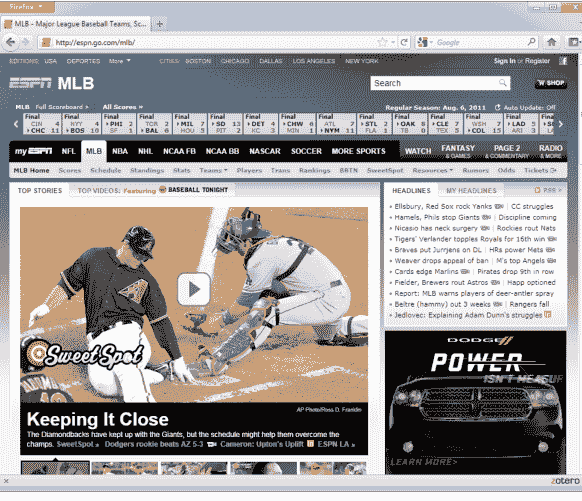 Firefox
MLB - Major League Baseball Teams, Sc...
http://espn.go.com/mlb/
Google
EDITIONS: USA DEPORTES More
CITIES: BOSTON CHICAGO DALLAS LOS ANGELES NEW YORK
Sign In or Register
ESPN MLB
Search
SHOP
MLB Full Scoreboard » All Scores »
Regular Season: Aug. 6, 2011 Auto Update: Off
Final Final Final Final Final Final Final Final Final Final Final
CIN 4 NYY 4 PHI 2 TOR 2 MIL 7 SD 13 DET 4 CHW 6 ATL 7 STL 2 OAK 8 CLE 7 WSH 3 LAD
CHC 11 BOS 10 SF 1 BAL 6 HOU 5 PIT 2 KC 3 MIN ATL NYM 11 FLA 1 TB TEX COL 15 ARI
my ESPN NFL MLB NBA NHL NCAA FB NCAA BB NASCAR SOCCER MORE SPORTS WATCH FANTASY & GAMES PAGE 2 & COMMENTARY RADIO & MORE
MLB Home Scores Schedule Standings Stats Teams Players Trans Rankings BBTN SweetSpot Resources Rumors Odds Tickets
TOP STORIES TOP VIDEOS: Featuring BASEBALL TONIGHT
HEADLINES MY HEADLINES RSS »
Ellsbury, Red Sox rock Yanks | CC struggles
Hamels, Phils stop Giants | Discipline coming
Nicasio has neck surgery | Rockies rout Nats
Tigers' Verlander topples Royals for 16th win
Braves put Jurrjens on DL | HRs power Mets
Weaver drops appeal of ban | M's top Angels
Cards edge Marlins | Pirates drop 9th in row
Fielder, Brewers rout Astros | Happ optioned
Report: MLB warns players of deer-antler spray
Beltre (hammy) out 3 weeks | Rangers fall
Jedlovec: Explaining Adam Dunn's struggles
SweetSpot
DODGE
POWER
ISN'T MEASUR
LEARN MORE>
AP Photo/Ross D. Franklin
Keeping It Close
The Diamondbacks have kept up with the Giants, but the schedule might help them overcome the
champs. SweetSpot » Dodgers rookie beats AZ 5-3 Cameron: Upton's Uplift ESPN LA »
zotero